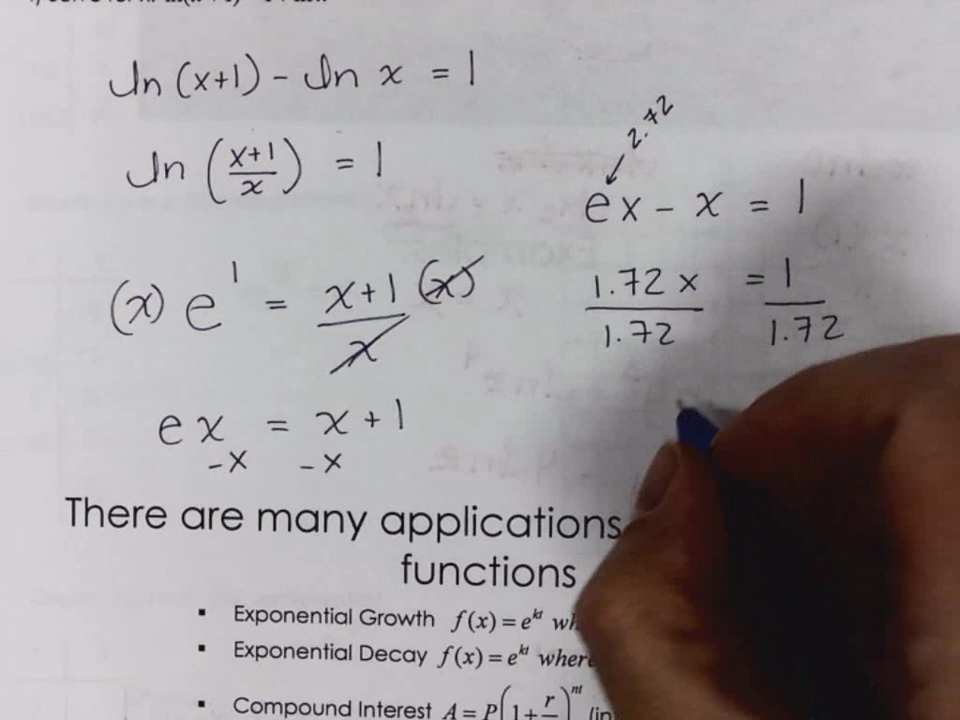 ln (x+1) - ln x = 1
ln (x+1/x) = 1
(x) e^1 = x+1/x (x)
ex = x + 1
-x -x
2.72
ex - x = 1
1.72 x = 1
1.72 1.72
There are many applications
functions
▪ Exponential Growth f(x) = e^kt
▪ Exponential Decay f(x) = e^kt where
▪ Compound Interest A = P(1 + r